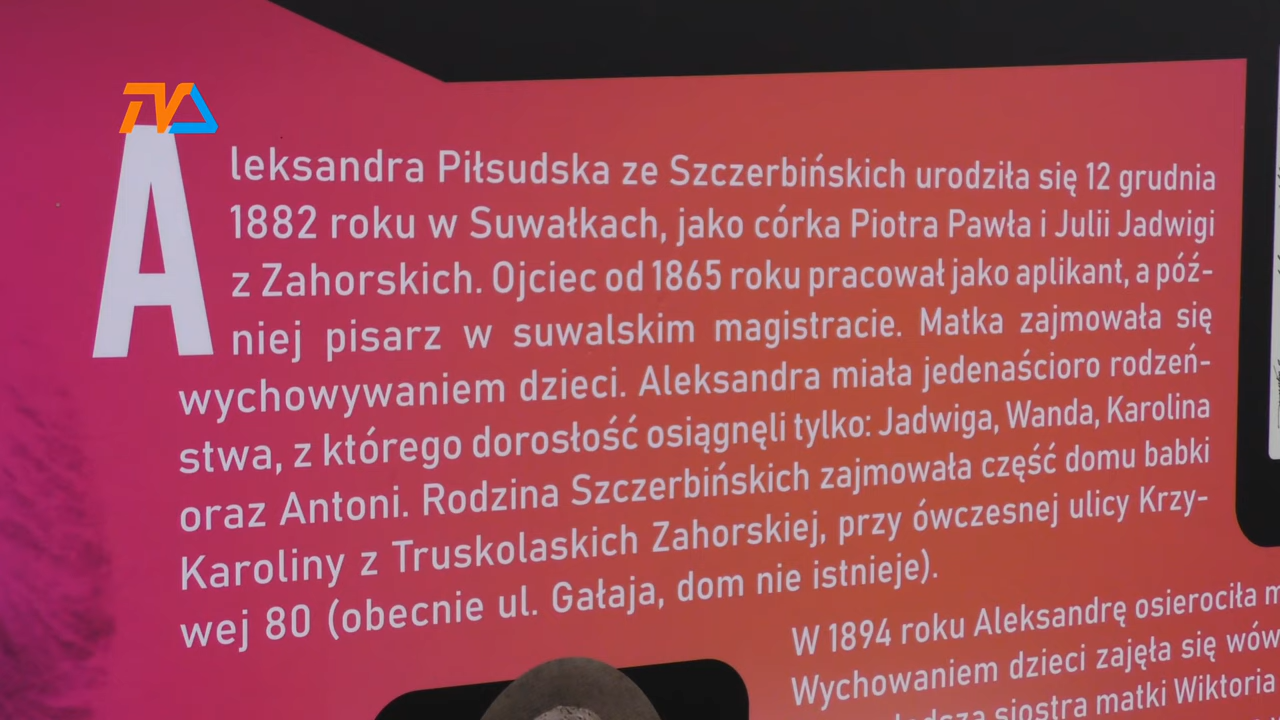 TVA
Aleksandra Piłsudska ze Szczerbińskich urodziła się 12 grudnia
1882 roku w Suwałkach, jako córka Piotra Pawła i Julii Jadwigi
z Zahorskich. Ojciec od 1865 roku pracował jako aplikant, a póź-
niej pisarz w suwalskim magistracie. Matka zajmowała się
wychowywaniem dzieci. Aleksandra miała jedenaścioro rodzeń-
stwa, z którego dorosłość osiągnęli tylko: Jadwiga, Wanda, Karolina
oraz Antoni. Rodzina Szczerbińskich zajmowała część domu babki
Karoliny z Truskolaskich Zahorskiej, przy ówczesnej ulicy Krzy-
wej 80 (obecnie ul. Gałaja, dom nie istnieje).
W 1894 roku Aleksandrę osierociła
Wychowaniem dzieci zajęła się
siostra matki Wiktoria